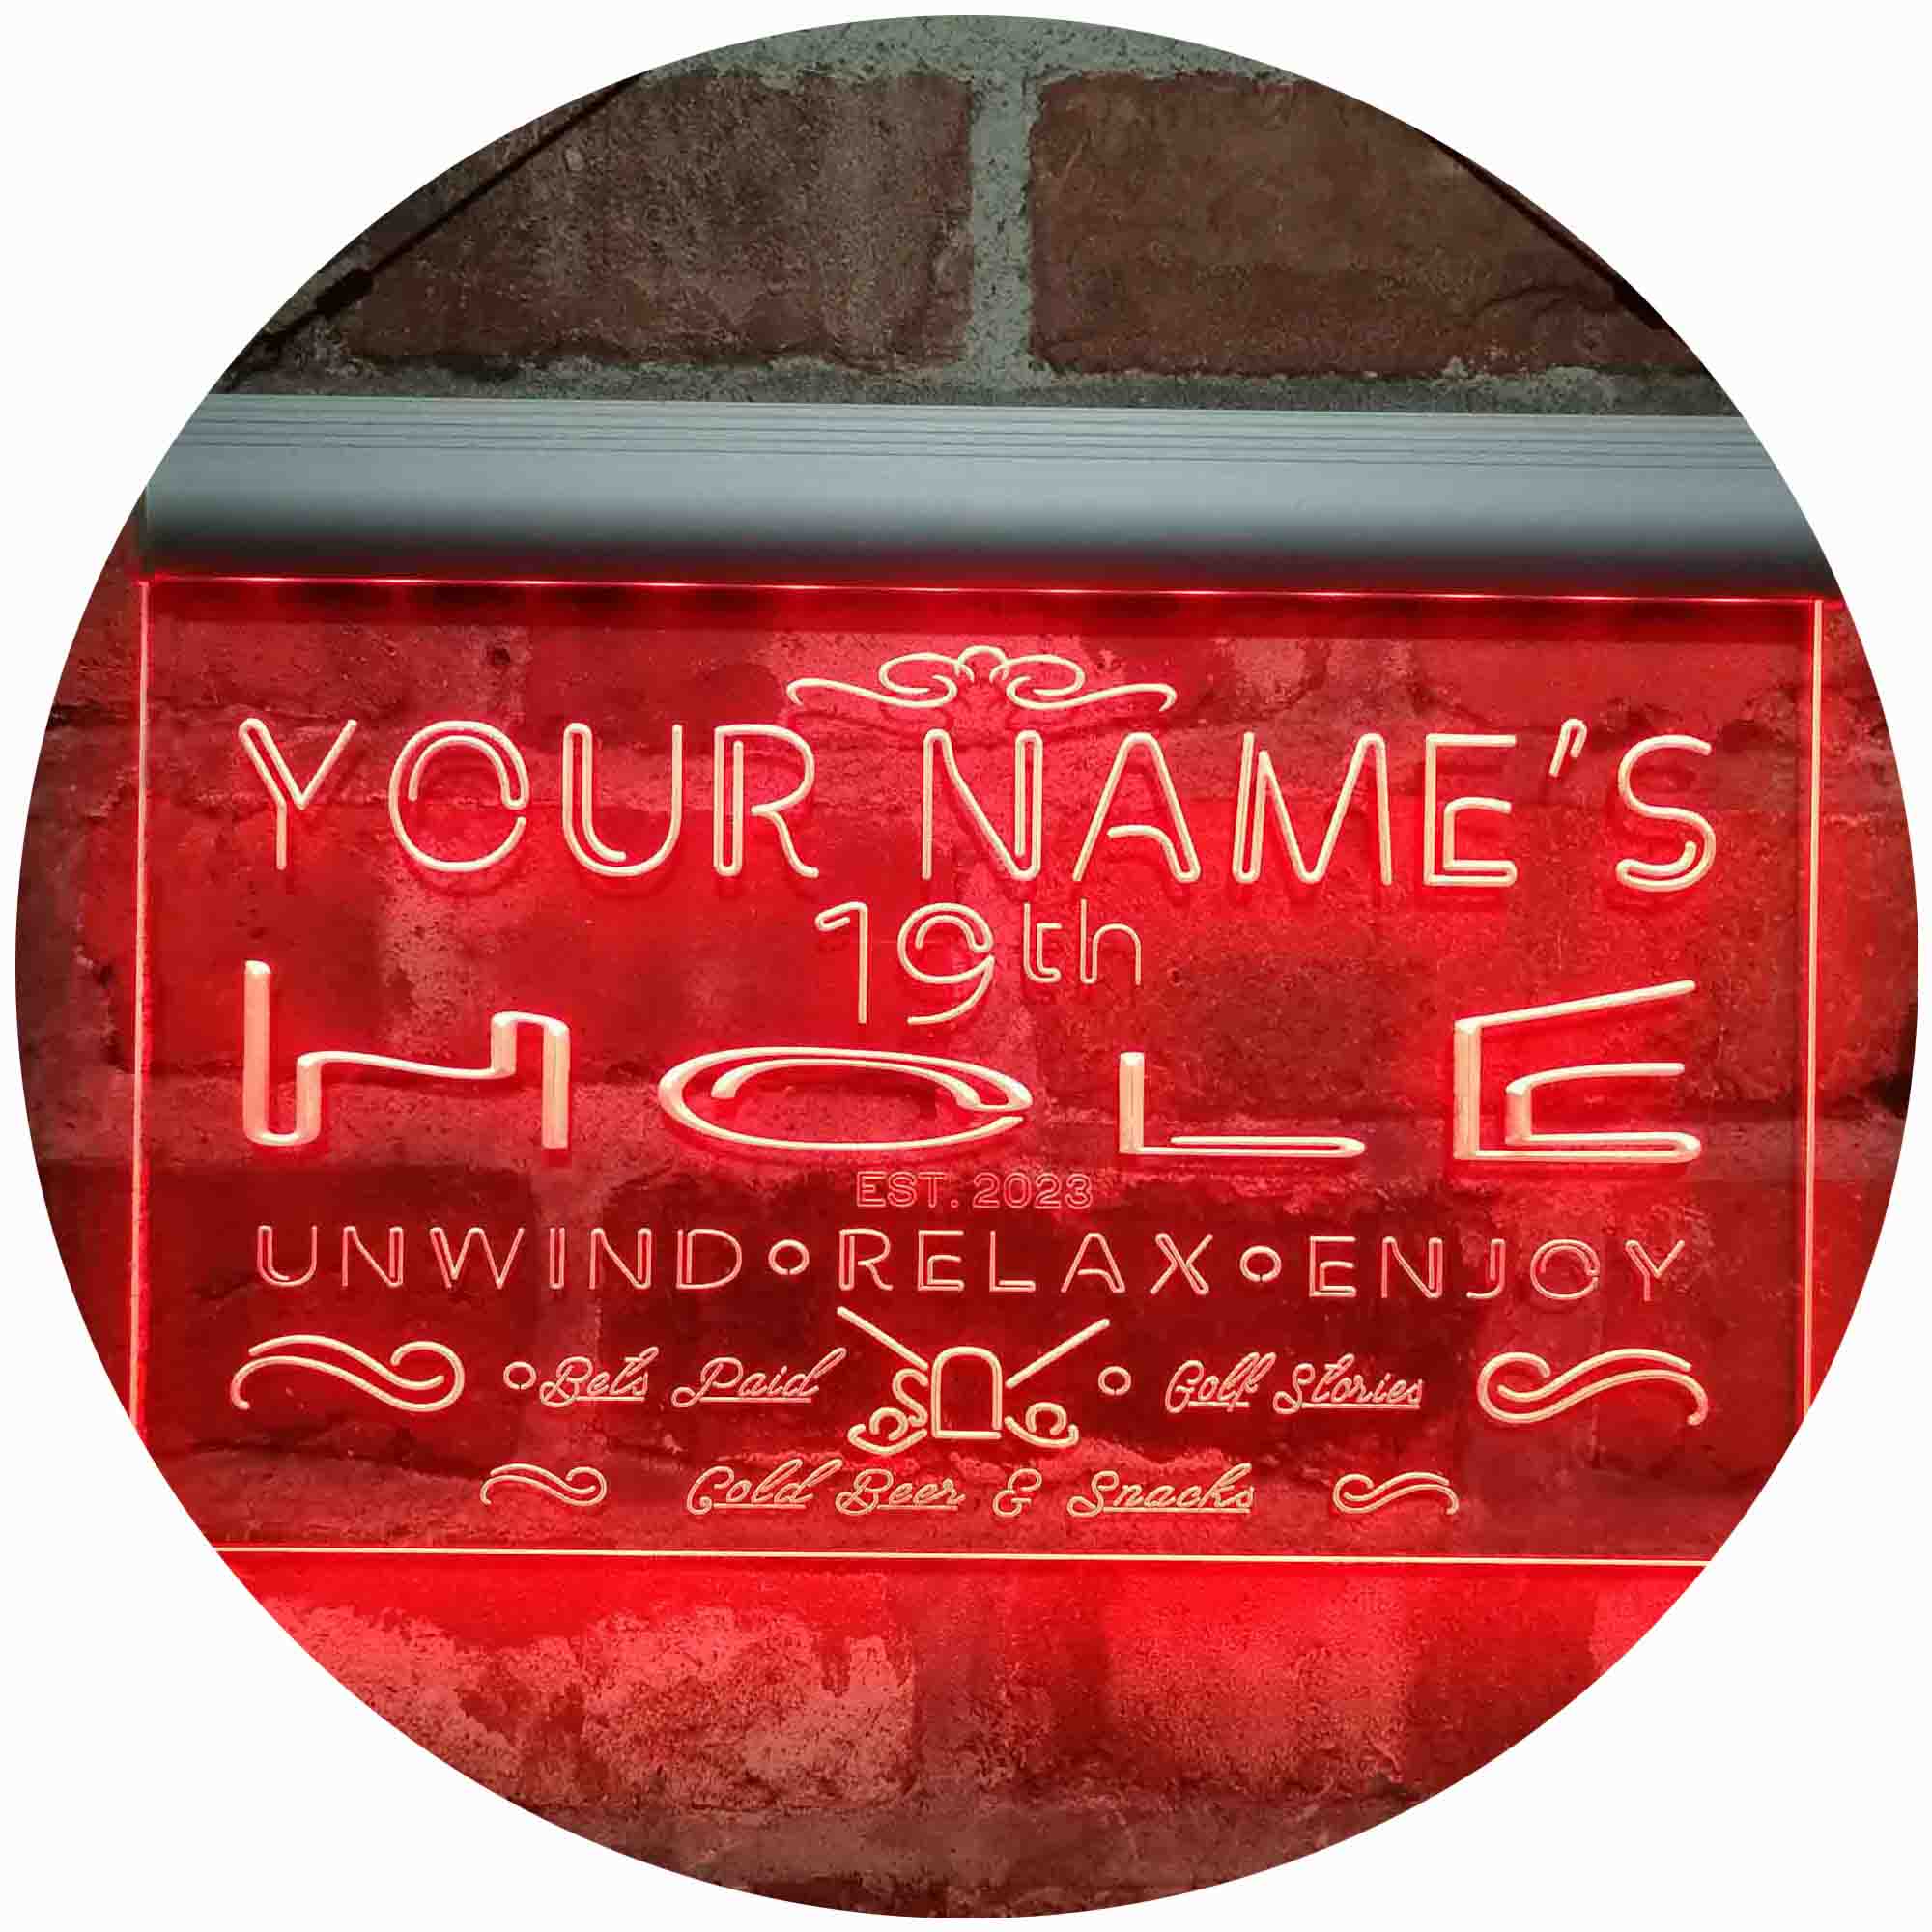 YOUR NAME'S
19th
HOLE
EST. 2023
UNWIND • RELAX • ENJOY
Bets Paid Golf Stories
Cold Beer & Snacks